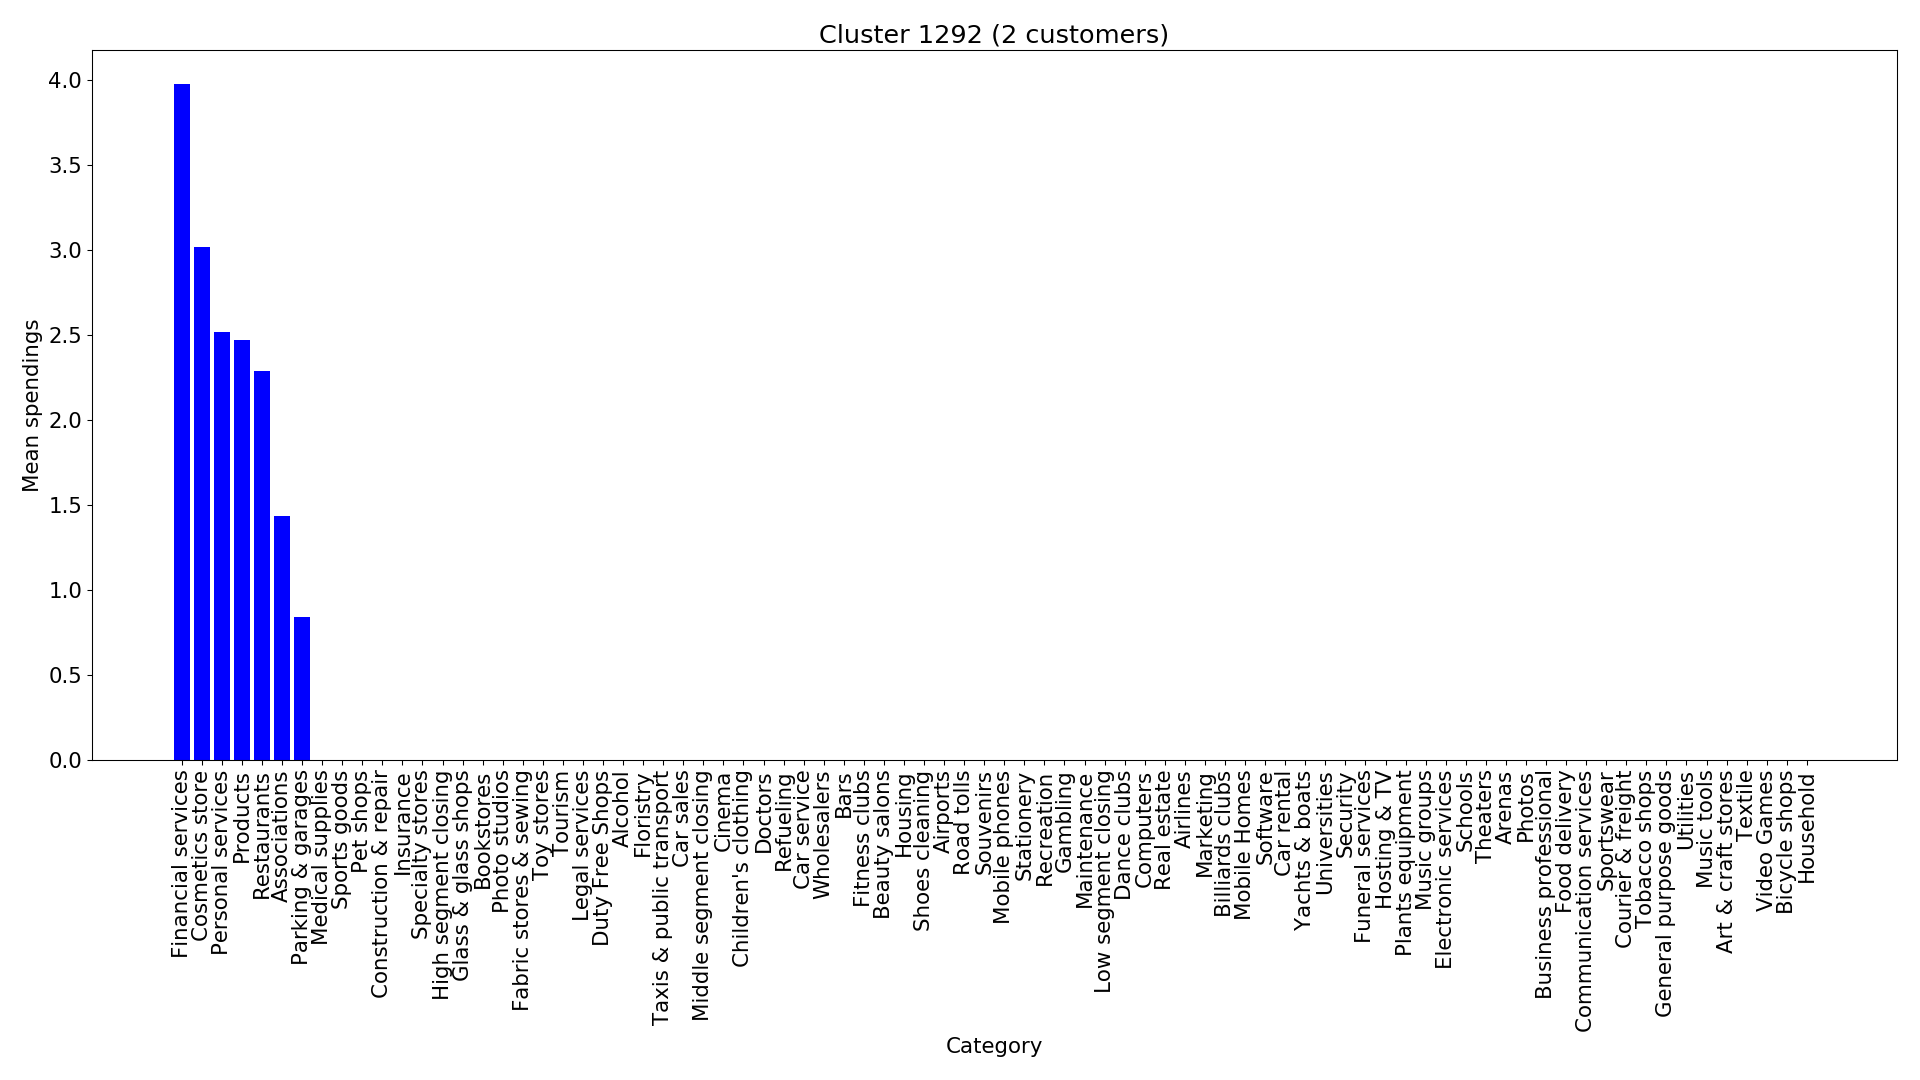 Cluster 1292 (2 customers)
Mean spendings
4.0
3.5
3.0
2.5
2.0
1.5
1.0
0.5
0.0
Financial services
Cosmetics store
Personal services
Products
Restaurants
Associations
Parking & garages
Medical supplies
Sports goods
Pet shops
Construction & repair
Insurance
Specialty stores
High segment closing
Glass & glass shops
Bookstores
Photo studios
Fabric stores & sewing
Toy stores
Tourism
Legal services
Duty Free Shops
Alcohol
Floristry
Taxis & public transport
Car sales
Middle segment closing
Cinema
Children's clothing
Doctors
Refueling
Car service
Wholesalers
Bars
Fitness clubs
Beauty salons
Housing
Shoes cleaning
Airports
Road tolls
Souvenirs
Mobile phones
Stationery
Recreation
Gambling
Maintenance
Low segment closing
Dance clubs
Computers
Real estate
Airlines
Marketing
Billiards clubs
Mobile Homes
Software
Car rental
Yachts & boats
Universities
Security
Funeral services
Hosting & TV
Plants equipment
Music groups
Electronic services
Schools
Theaters
Arenas
Photos
Business professional
Food delivery
Communication services
Sportswear
Courier & freight
Tobacco shops
General purpose goods
Utilities
Music tools
Art & craft stores
Textile
Video Games
Bicycle shops
Household
Category